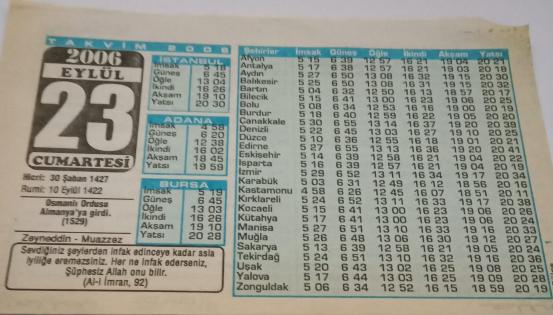 TAKVİM 2006
2006
EYLÜL
23
CUMARTESİ
Hicri: 30 Şaban 1427
Rumi: 10 Eylül 1422
Osmanlı Ordusu
Almanya'ya girdi.
(1529)
Zeyneddin - Muazzez
Sevdiğiniz şeylerden infak edinceye kadar asla
iyiliğe eremezsiniz. Her ne infak ederseniz,
Şüphesiz Allah onu bilir.
(Al-i İmran, 92)
İSTANBUL
İmsak 5 18
Güneş 6 45
Öğle 13 04
İkindi 16 26
Akşam 19 10
Yatsı 20 30
ADANA
İmsak 4 58
Güneş 6 20
Öğle 12 38
İkindi 16 02
Akşam 18 45
Yatsı 19 59
BURSA
İmsak 5 19
Güneş 6 45
Öğle 13 03
İkindi 16 26
Akşam 19 10
Yatsı 20 28
Şehirler İmsak Güneş Öğle İkindi Akşam Yatsı
Afyon 5 15 6 39 12 57 16 21 19 04 20 21
Antalya 5 17 6 38 12 57 16 21 19 03 20 19
Aydın 5 27 6 50 13 08 16 32 19 15 20 30
Balıkesir 5 25 6 50 13 08 16 31 19 15 20 32
Bartın 5 04 6 32 12 50 16 13 18 57 20 17
Bilecik 5 15 6 41 13 00 16 23 19 06 20 25
Bolu 5 08 6 34 12 53 16 16 19 00 20 19
Burdur 5 18 6 40 12 59 16 22 19 05 20 20
Çanakkale 5 30 6 55 13 14 16 37 19 20 20 39
Denizli 5 22 6 45 13 03 16 27 19 10 20 25
Düzce 5 10 6 36 12 55 16 18 19 01 20 21
Edirne 5 27 6 55 13 13 16 36 19 20 20 41
Eskişehir 5 14 6 39 12 58 16 21 19 04 20 22
Isparta 5 16 6 39 12 57 16 21 19 04 20 19
İzmir 5 29 6 52 13 11 16 34 19 17 20 34
Karabük 5 03 6 31 12 49 16 12 18 56 20 16
Kastamonu 4 58 6 26 12 45 16 07 18 51 20 11
Kırklareli 5 24 6 52 13 11 16 33 19 17 20 38
Kocaeli 5 15 6 41 13 00 16 23 19 06 20 26
Kütahya 5 17 6 41 13 00 16 23 19 06 20 24
Manisa 5 27 6 51 13 10 16 33 19 16 20 33
Muğla 5 26 6 48 13 06 16 30 19 12 20 27
Sakarya 5 13 6 39 12 58 16 21 19 05 20 24
Tekirdağ 5 24 6 51 13 10 16 32 19 16 20 36
Uşak 5 20 6 43 13 02 16 25 19 08 20 25
Yalova 5 17 6 44 13 03 16 25 19 09 20 28
Zonguldak 5 06 6 34 12 52 16 15 18 59 20 19